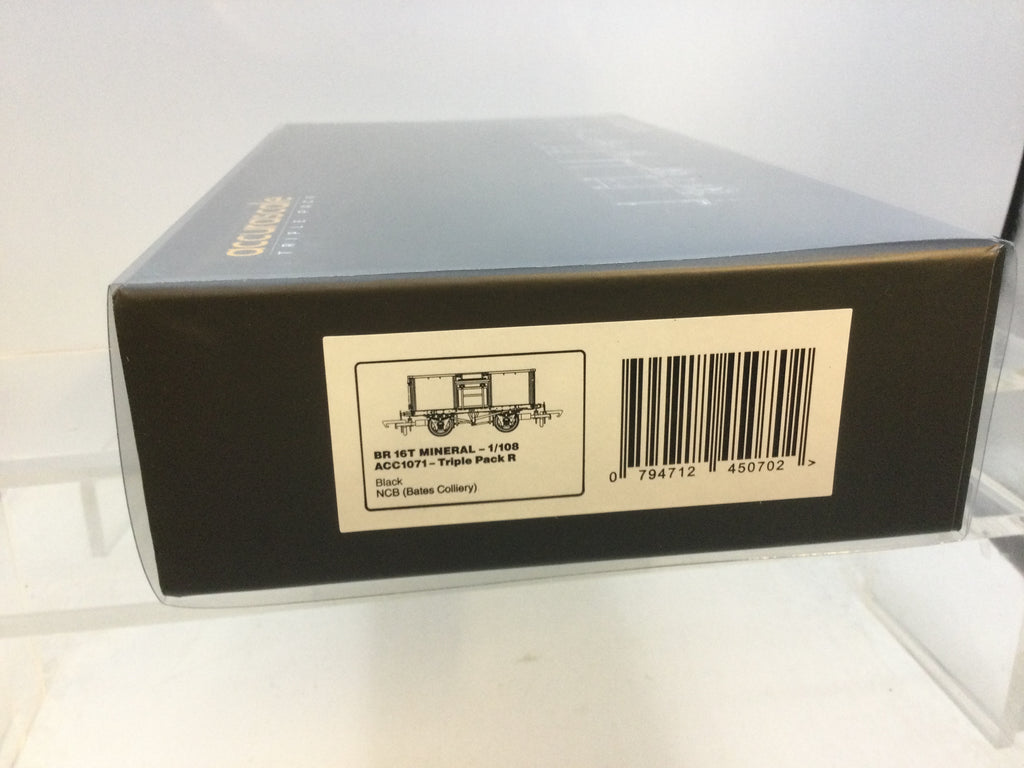 accurascale
TRIPLE PACK
BR 16T MINERAL – 1/108
ACC1071 – Triple Pack R
Black
NCB (Bates Colliery)
0 794712 450702 >